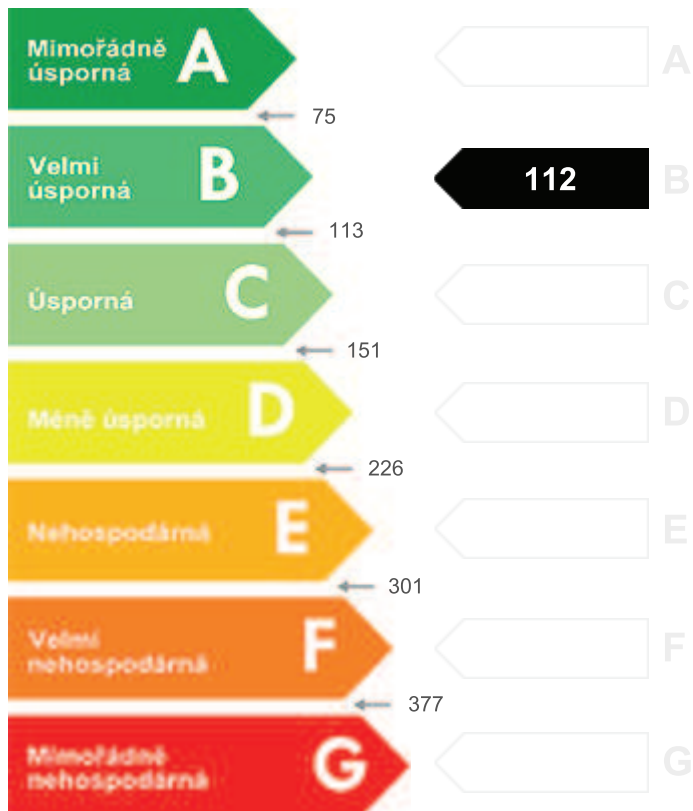 Mimořádně
úsporná
A
A
75
Velmi
úsporná
B
112
B
113
Úsporná
C
C
151
Méně úsporná
D
D
226
Nehospodárná
E
E
301
Velmi
nehospodárná
F
F
377
Mimořádně
nehospodárná
G
G